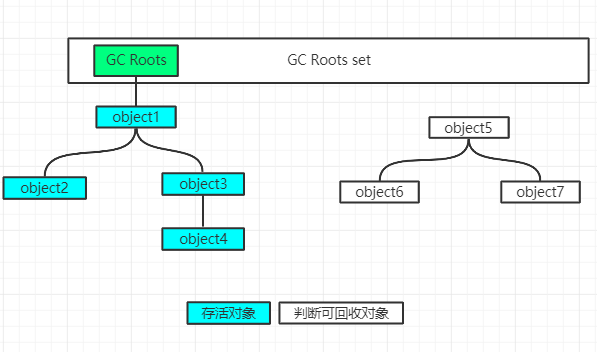 GC Roots
GC Roots set
object1
object5
object2
object3
object6
object7
object4
存活对象
判断可回收对象